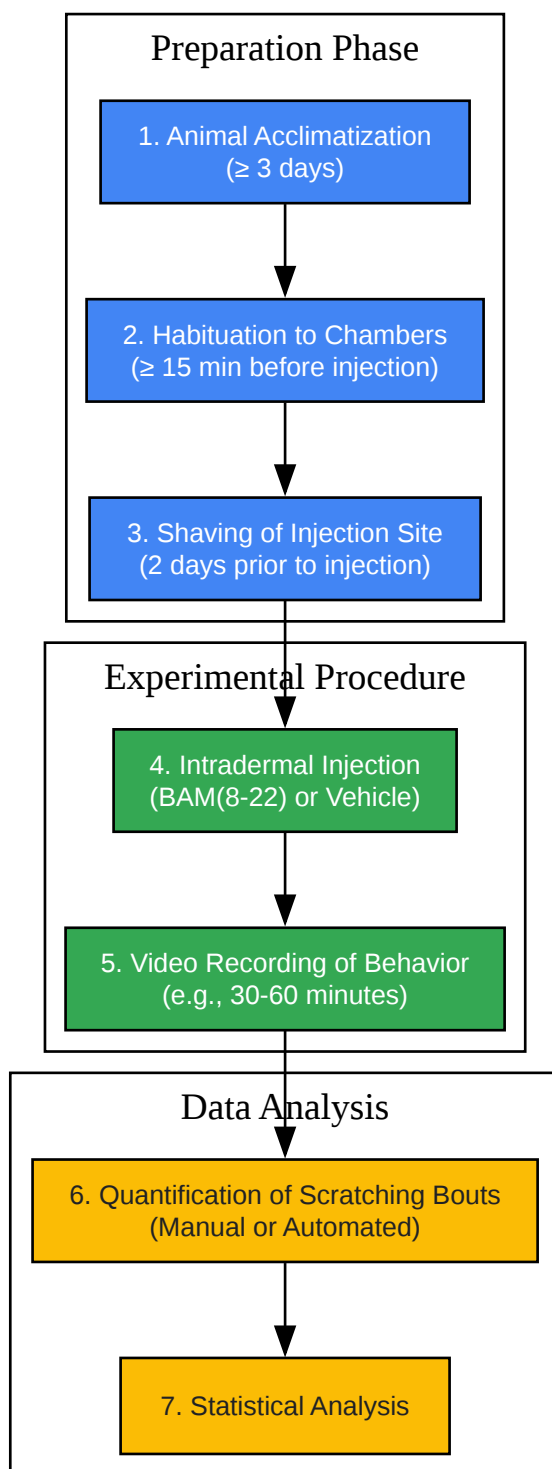 Preparation Phase
1. Animal Acclimatization
(≥ 3 days)
2. Habituation to Chambers
(≥ 15 min before injection)
3. Shaving of Injection Site
(2 days prior to injection)
Experimental Procedure
4. Intradermal Injection
(BAM(8-22) or Vehicle)
5. Video Recording of Behavior
(e.g., 30-60 minutes)
Data Analysis
6. Quantification of Scratching Bouts
(Manual or Automated)
7. Statistical Analysis